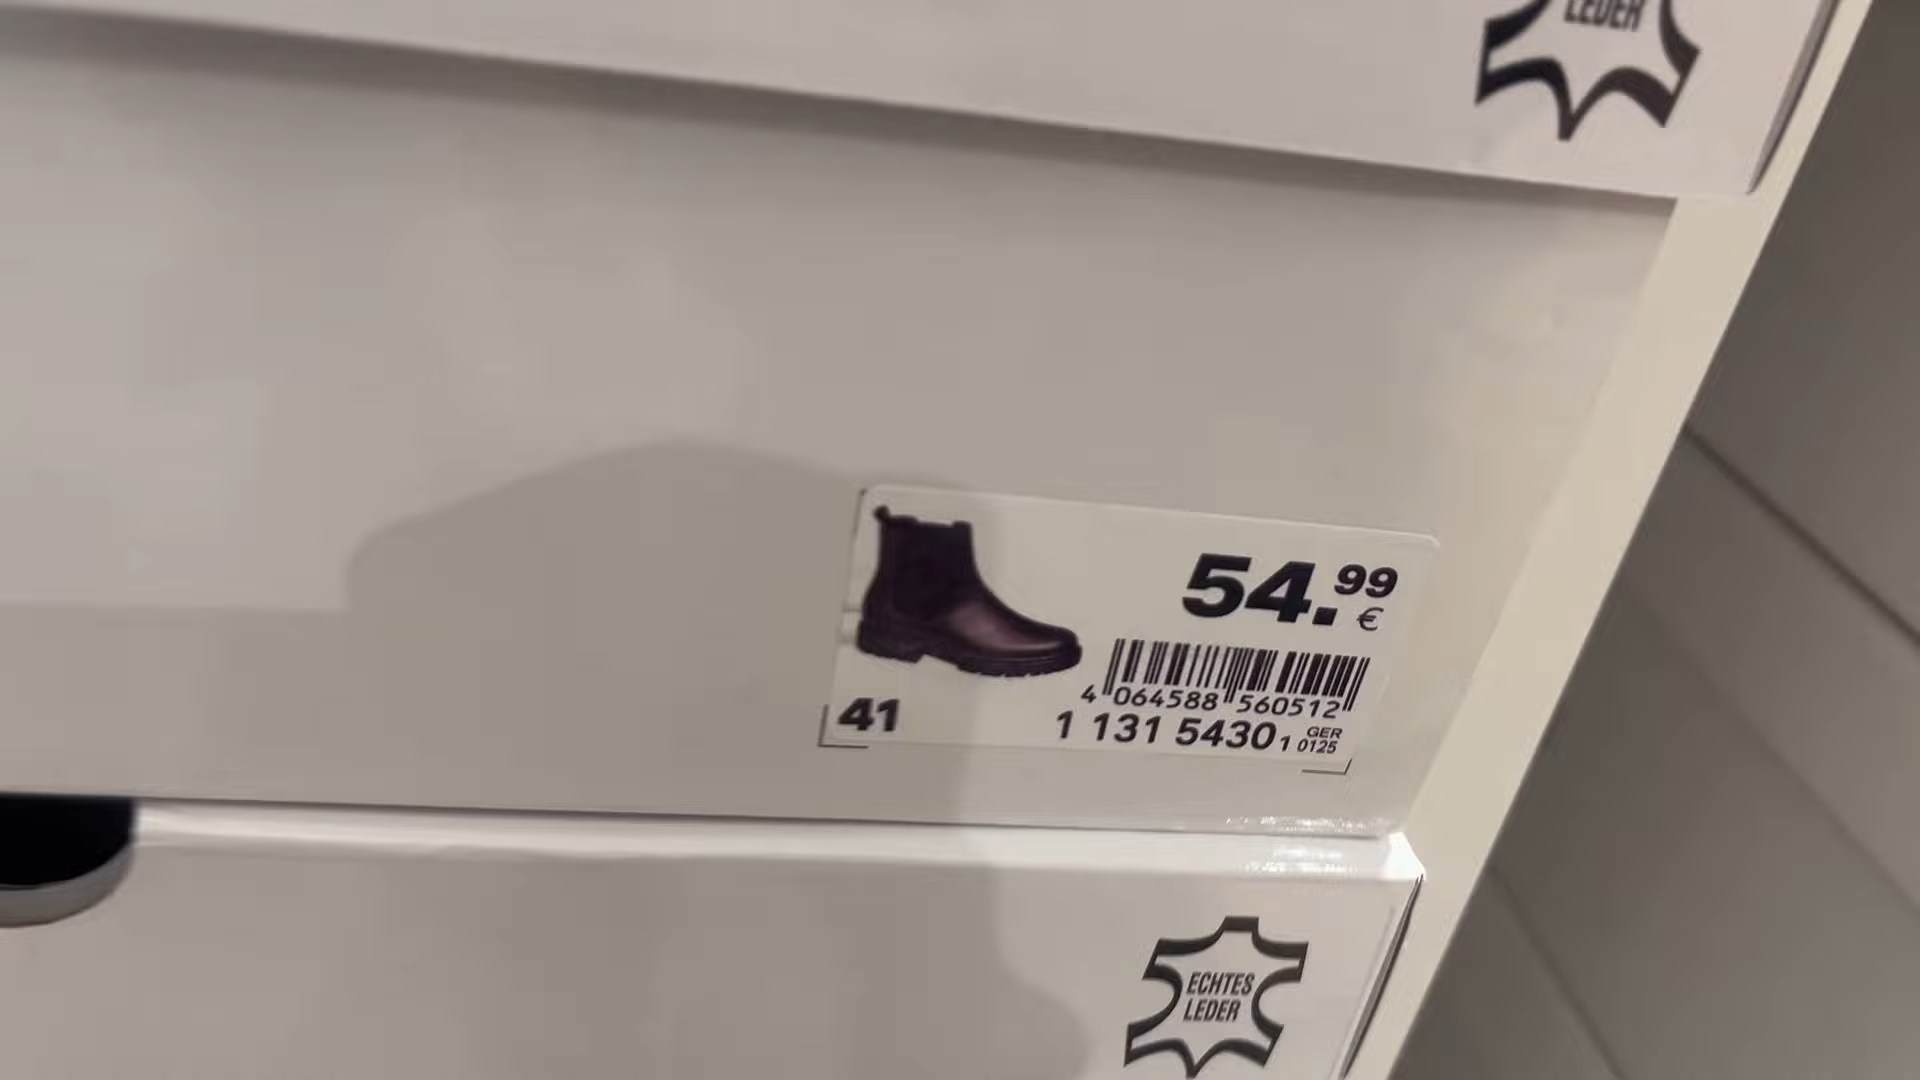 LEDER
54.99
€
4 064588 560512
41
1 131 5430 1 GER
0125
ECHTES
LEDER